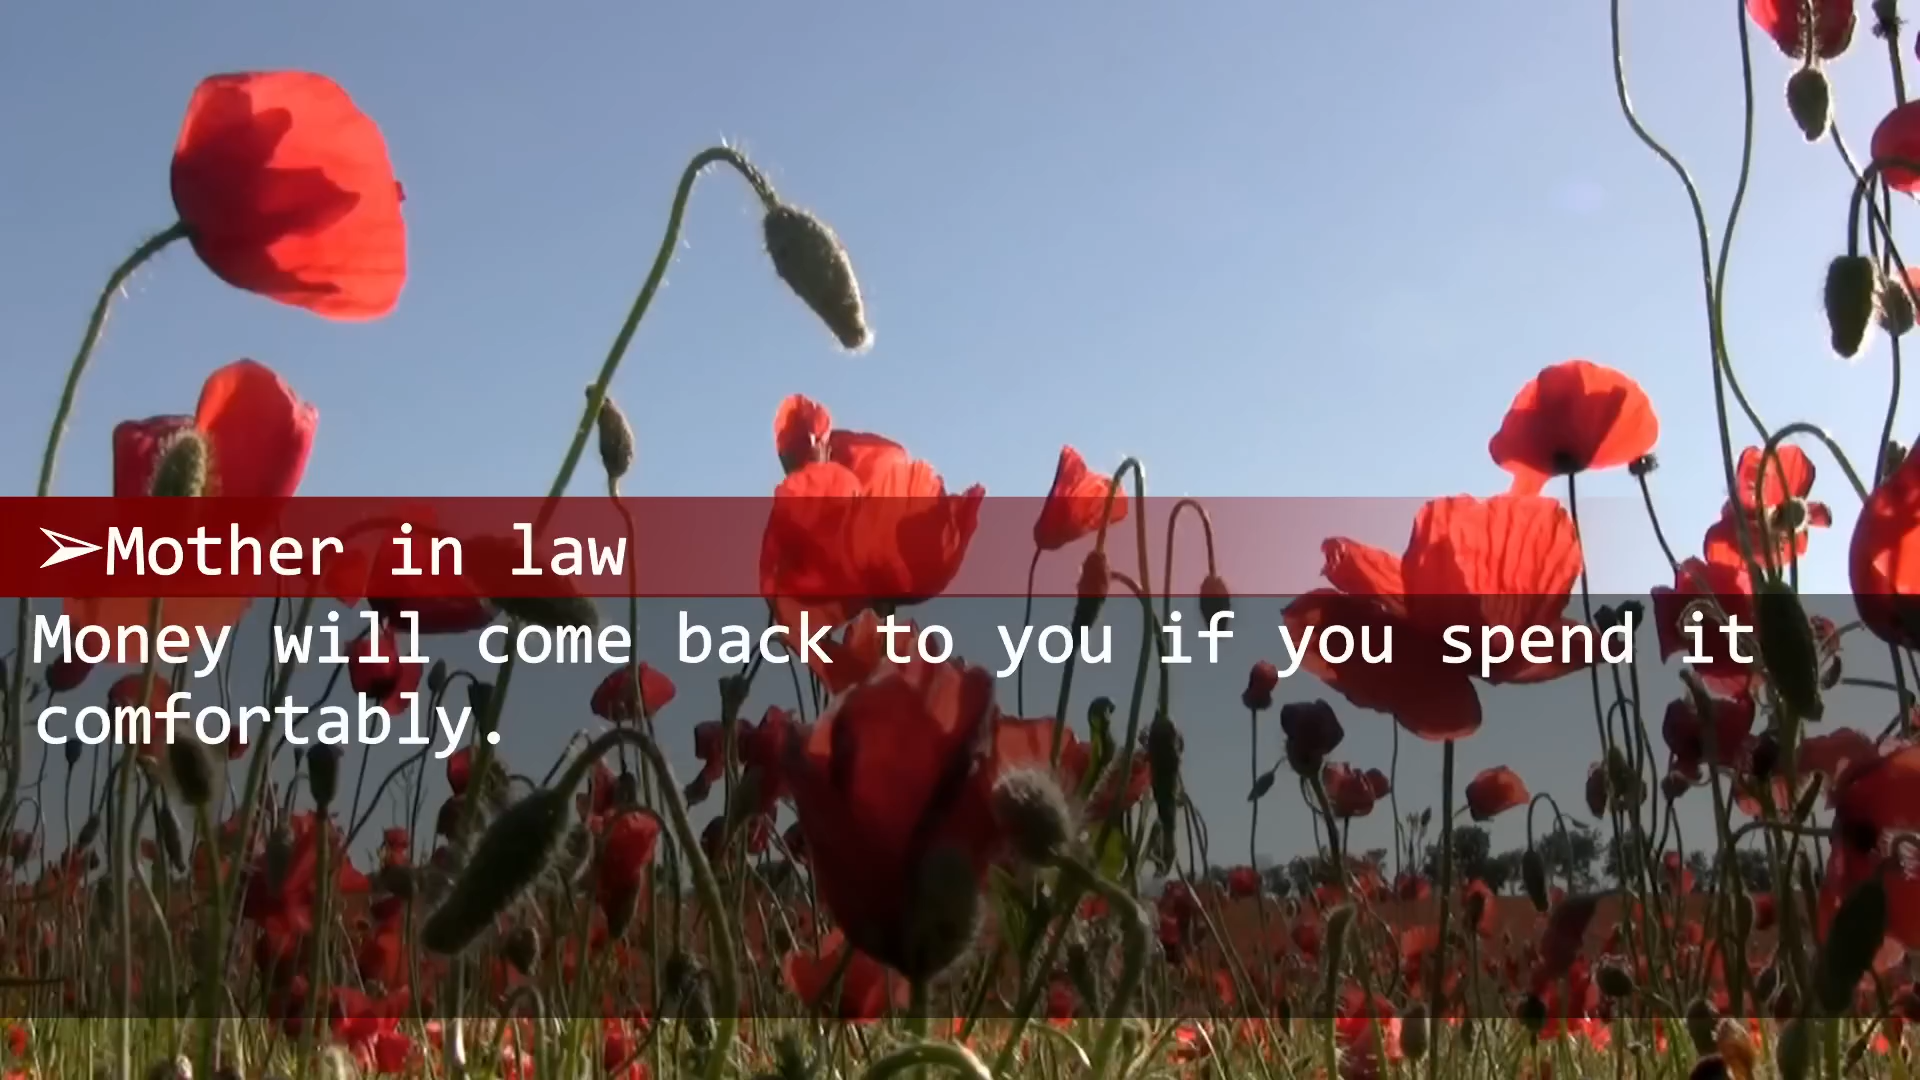 ➢Mother in law
Money will come back to you if you spend it
comfortably.